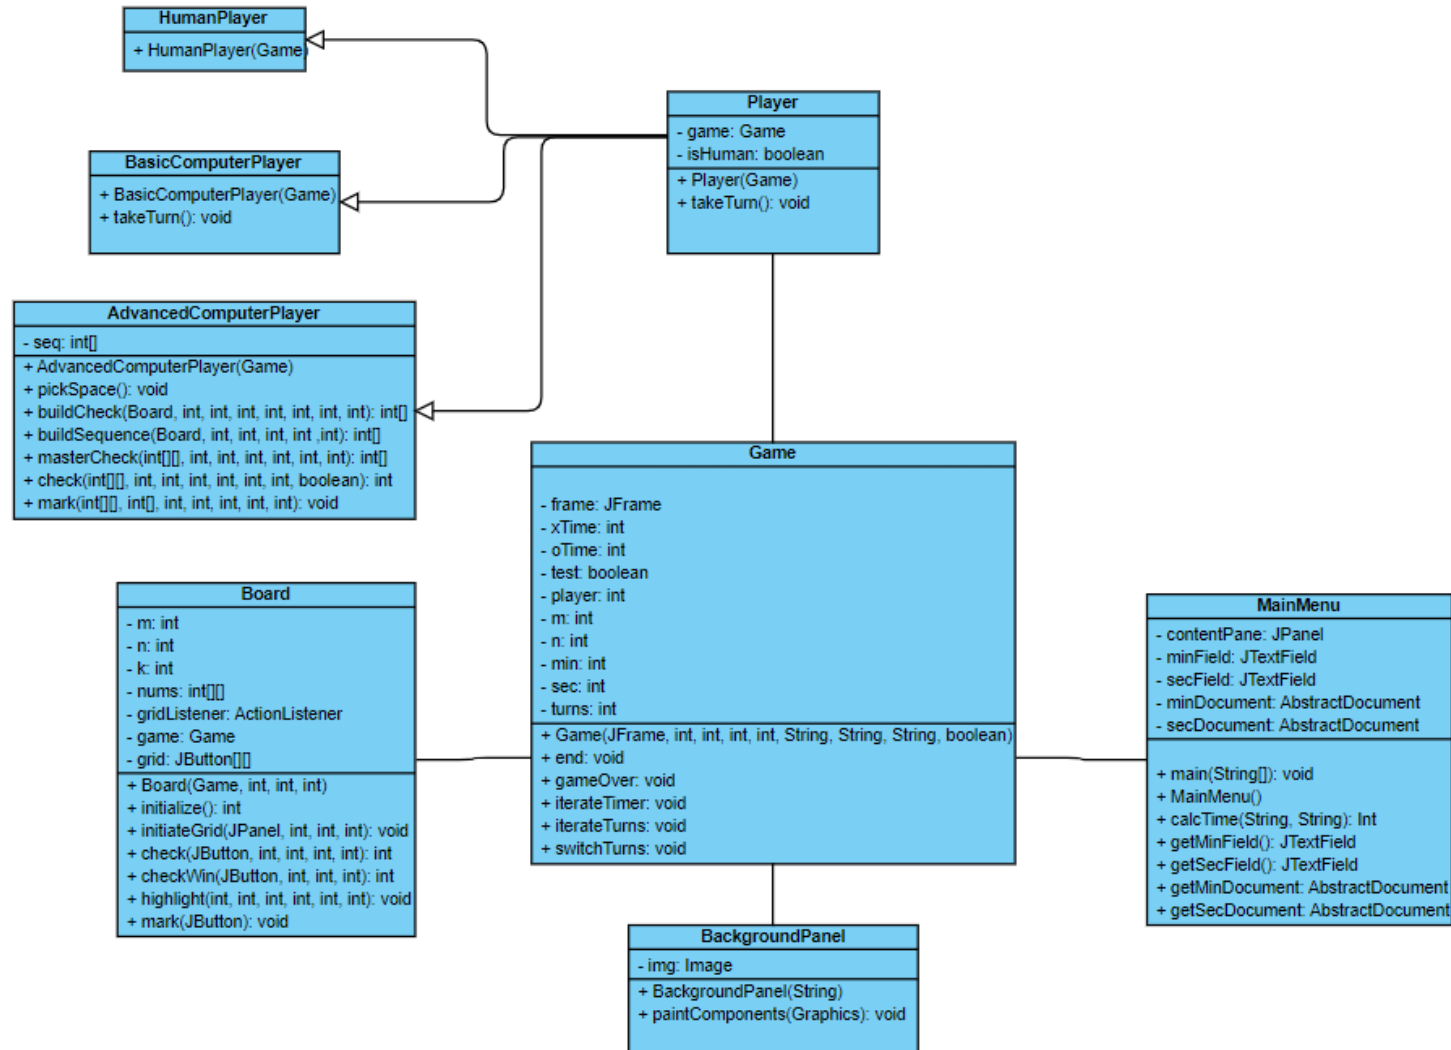 HumanPlayer
+ HumanPlayer(Game)
Player
- game: Game
- isHuman: boolean
+ Player(Game)
+ takeTurn(): void
BasicComputerPlayer
+ BasicComputerPlayer(Game)
+ takeTurn(): void
AdvancedComputerPlayer
- seq: int[]
+ AdvancedComputerPlayer(Game)
+ pickSpace(): void
+ buildCheck(Board, int, int, int, int, int, int, int): int[]
+ buildSequence(Board, int, int, int, int ,int): int[]
+ masterCheck(int[][], int, int, int, int, int, int): int[]
+ check(int[][], int, int, int, int, int, int, boolean): int
+ mark(int[][], int[], int, int, int, int, int): void
Game
- frame: JFrame
- xTime: int
- oTime: int
- test: boolean
- player: int
- m: int
- n: int
- min: int
- sec: int
- turns: int
+ Game(JFrame, int, int, int, int, String, String, String, boolean)
+ end: void
+ gameOver: void
+ iterateTimer: void
+ iterateTurns: void
+ switchTurns: void
Board
- m: int
- n: int
- k: int
- nums: int[][]
- gridListener: ActionListener
- game: Game
- grid: JButton[][]
+ Board(Game, int, int, int)
+ initialize(): int
+ initiateGrid(JPanel, int, int, int): void
+ check(JButton, int, int, int, int): int
+ checkWin(JButton, int, int, int): int
+ highlight(int, int, int, int, int, int): void
+ mark(JButton): void
MainMenu
- contentPane: JPanel
- minField: JTextField
- secField: JTextField
- minDocument: AbstractDocument
- secDocument: AbstractDocument
+ main(String[]): void
+ MainMenu()
+ calcTime(String, String): Int
+ getMinField(): JTextField
+ getSecField(): JTextField
+ getMinDocument: AbstractDocument
+ getSecDocument: AbstractDocument
BackgroundPanel
- img: Image
+ BackgroundPanel(String)
+ paintComponents(Graphics): void